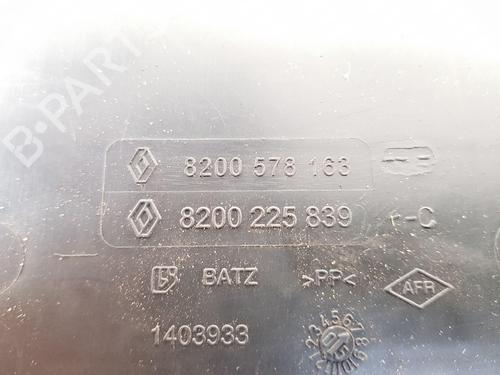 B-PARTS
8200 578 163
8200 225 839 -C
BATZ >PP< AFR
1403933